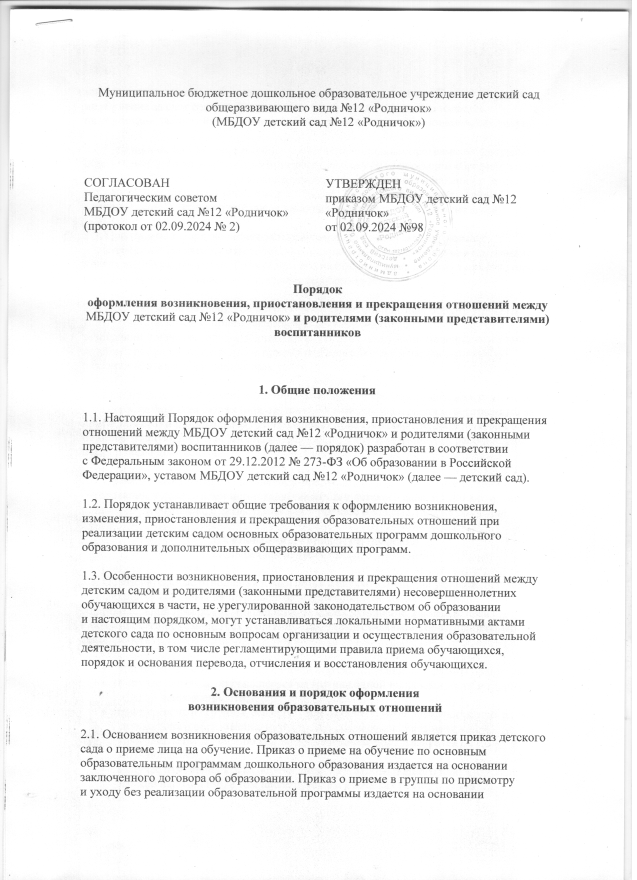 Муниципальное бюджетное дошкольное образовательное учреждение детский сад
общеразвивающего вида №12 «Родничок»
(МБДОУ детский сад №12 «Родничок»)
СОГЛАСОВАН
Педагогическим советом
МБДОУ детский сад №12 «Родничок»
(протокол от 02.09.2024 № 2)
УТВЕРЖДЕН
приказом МБДОУ детский сад №12
«Родничок»
от 02.09.2024 №98
Порядок
оформления возникновения, приостановления и прекращения отношений между
МБДОУ детский сад №12 «Родничок» и родителями (законными представителями)
воспитанников
1. Общие положения
1.1. Настоящий Порядок оформления возникновения, приостановления и прекращения
отношений между МБДОУ детский сад №12 «Родничок» и родителями (законными
представителями) воспитанников (далее — порядок) разработан в соответствии
с Федеральным законом от 29.12.2012 № 273-ФЗ «Об образовании в Российской
Федерации», уставом МБДОУ детский сад №12 «Родничок» (далее — детский сад).
1.2. Порядок устанавливает общие требования к оформлению возникновения,
изменения, приостановления и прекращения образовательных отношений при
реализации детским садом основных образовательных программ дошкольного
образования и дополнительных общеразвивающих программ.
1.3. Особенности возникновения, приостановления и прекращения отношений между
детским садом и родителями (законными представителями) несовершеннолетних
обучающихся в части, не урегулированной законодательством об образовании
и настоящим порядком, могут устанавливаться локальными нормативными актами
детского сада по основным вопросам организации и осуществления образовательной
деятельности, в том числе регламентирующими правила приема обучающихся,
порядок и основания перевода, отчисления и восстановления обучающихся.
2. Основания и порядок оформления
возникновения образовательных отношений
2.1. Основанием возникновения образовательных отношений является приказ детского
сада о приеме лица на обучение. Приказ о приеме на обучение по основным
образовательным программам дошкольного образования издается на основании
заключенного договора об образовании. Приказ о приеме в группы по присмотру
и уходу без реализации образовательной программы издается на основании